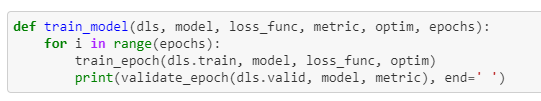 def train_model(dls, model, loss_func, metric, optim, epochs):
    for i in range(epochs):
        train_epoch(dls.train, model, loss_func, optim)
        print(validate_epoch(dls.valid, model, metric), end=' ')